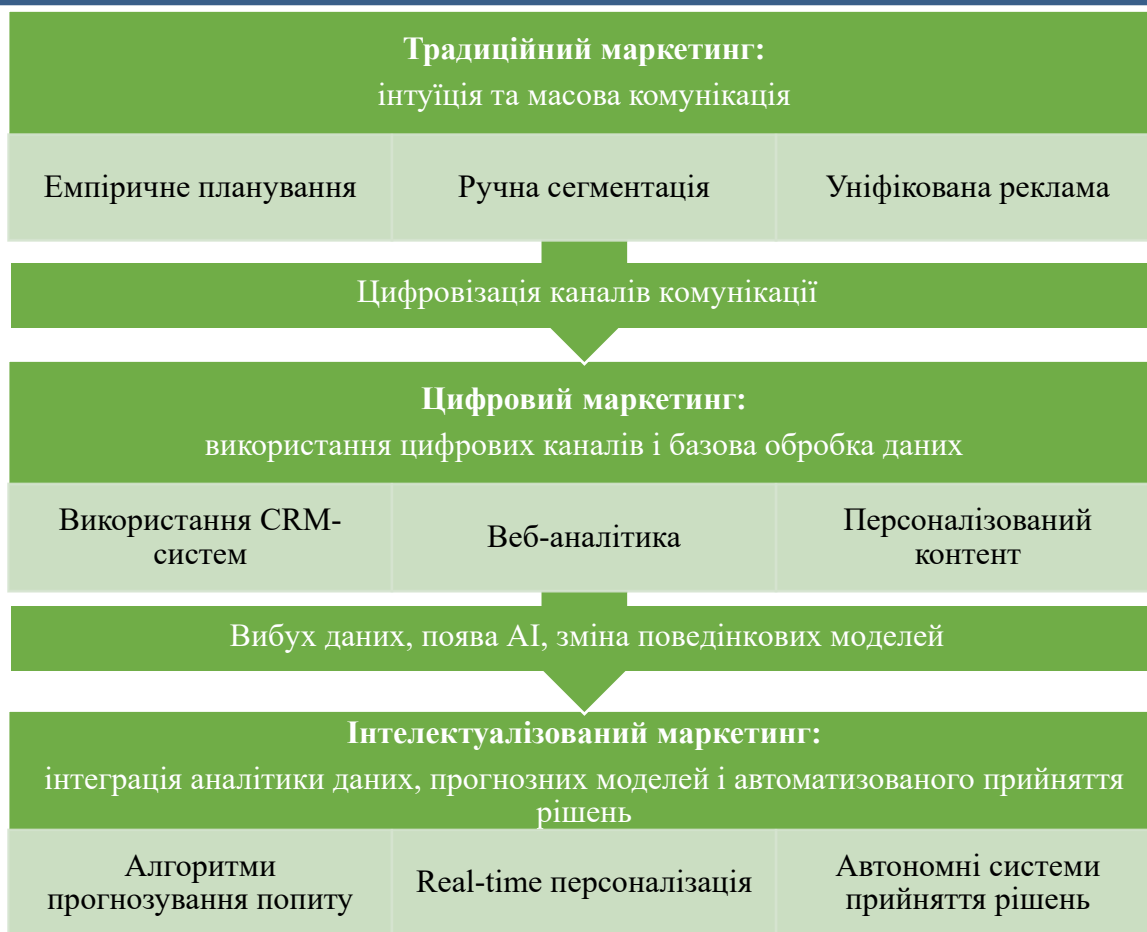 Традиційний маркетинг:
інтуїція та масова комунікація
Емпіричне планування
Ручна сегментація
Уніфікована реклама
Цифровізація каналів комунікації
Цифровий маркетинг:
використання цифрових каналів і базова обробка даних
Використання CRM-
систем
Веб-аналітика
Персоналізований
контент
Вибух даних, поява AI, зміна поведінкових моделей
Інтелектуалізований маркетинг:
інтеграція аналітики даних, прогнозних моделей і автоматизованого прийняття
рішень
Алгоритми
прогнозування попиту
Real-time персоналізація
Автономні системи
прийняття рішень